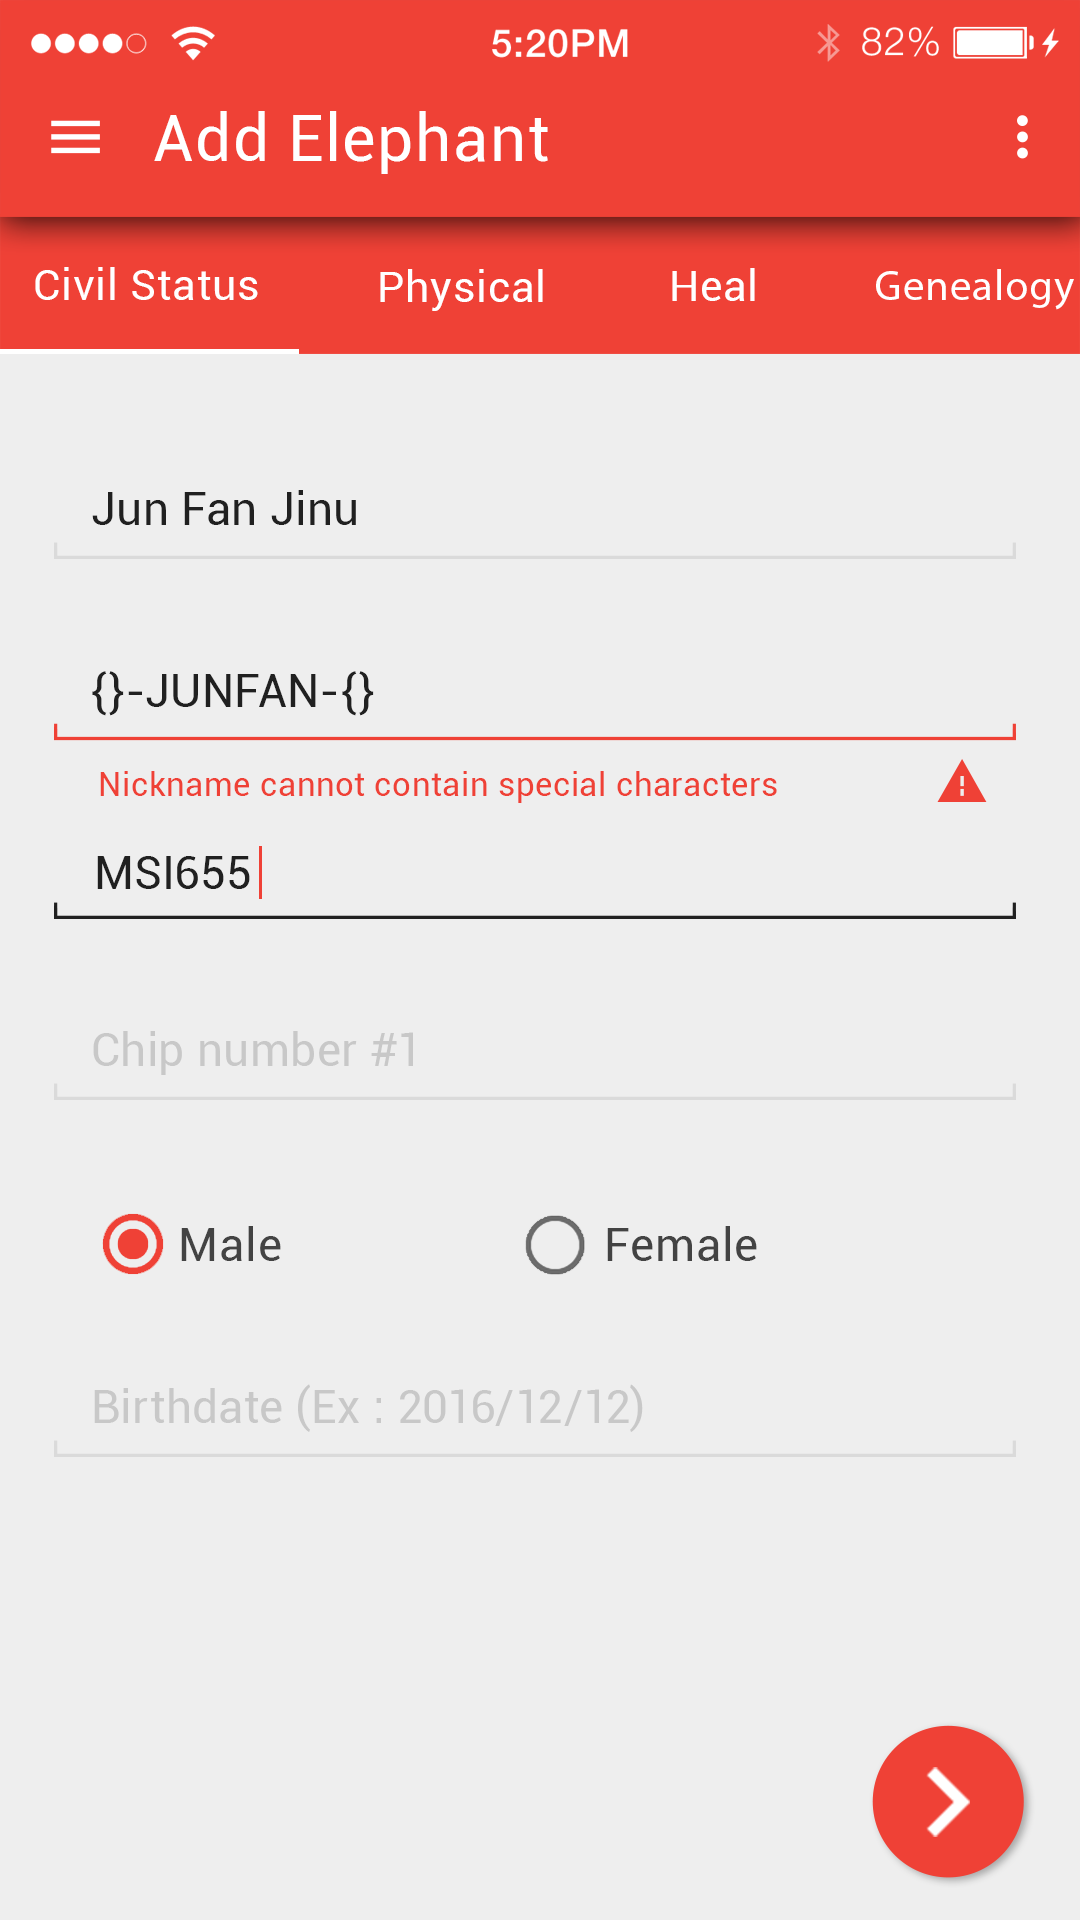 5:20PM 82%
Add Elephant
Civil Status Physical Heal Genealogy
Jun Fan Jinu
{}-JUNFAN-{}
Nickname cannot contain special characters
MSI655
Chip number #1
Male Female
Birthdate (Ex : 2016/12/12)